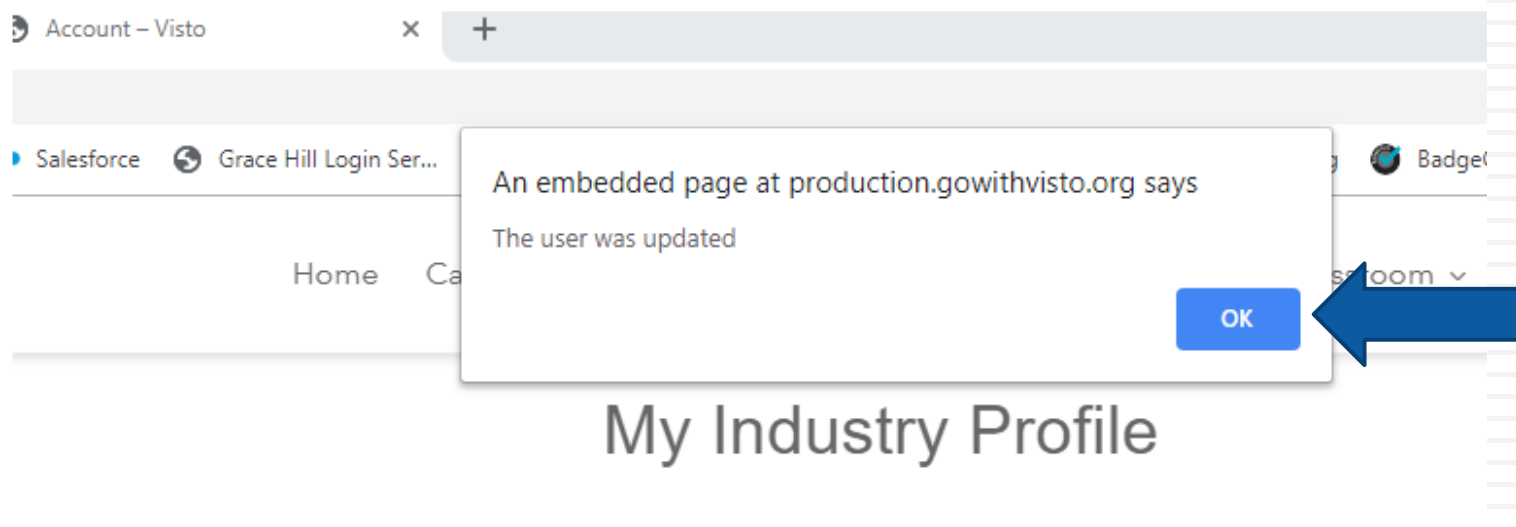 Account – Visto
Salesforce Grace Hill Login Ser...
An embedded page at production.gowithvisto.org says
The user was updated
OK
Home
My Industry Profile